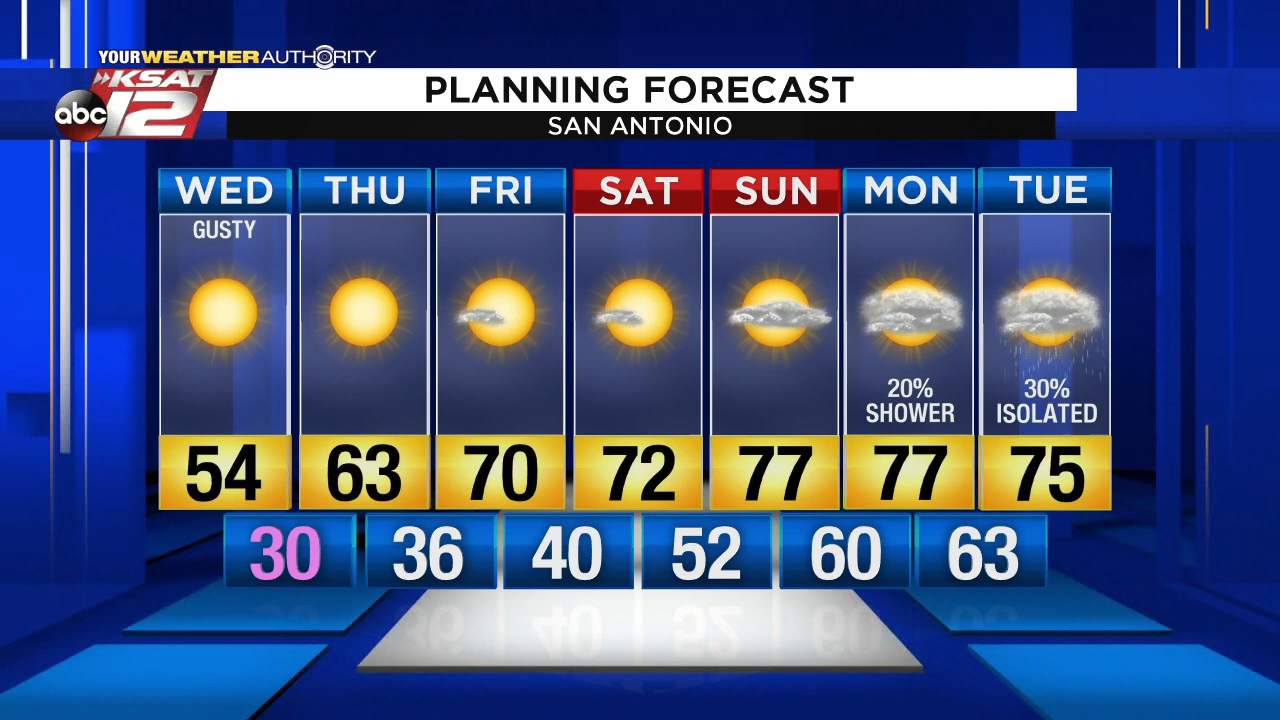 YOURWEATHERAUTHORITY
KSAT
abc 12
PLANNING FORECAST
SAN ANTONIO
WED THU FRI SAT SUN MON TUE
GUSTY
20% 30%
SHOWER ISOLATED
54 63 70 72 77 77 75
30 36 40 52 60 63